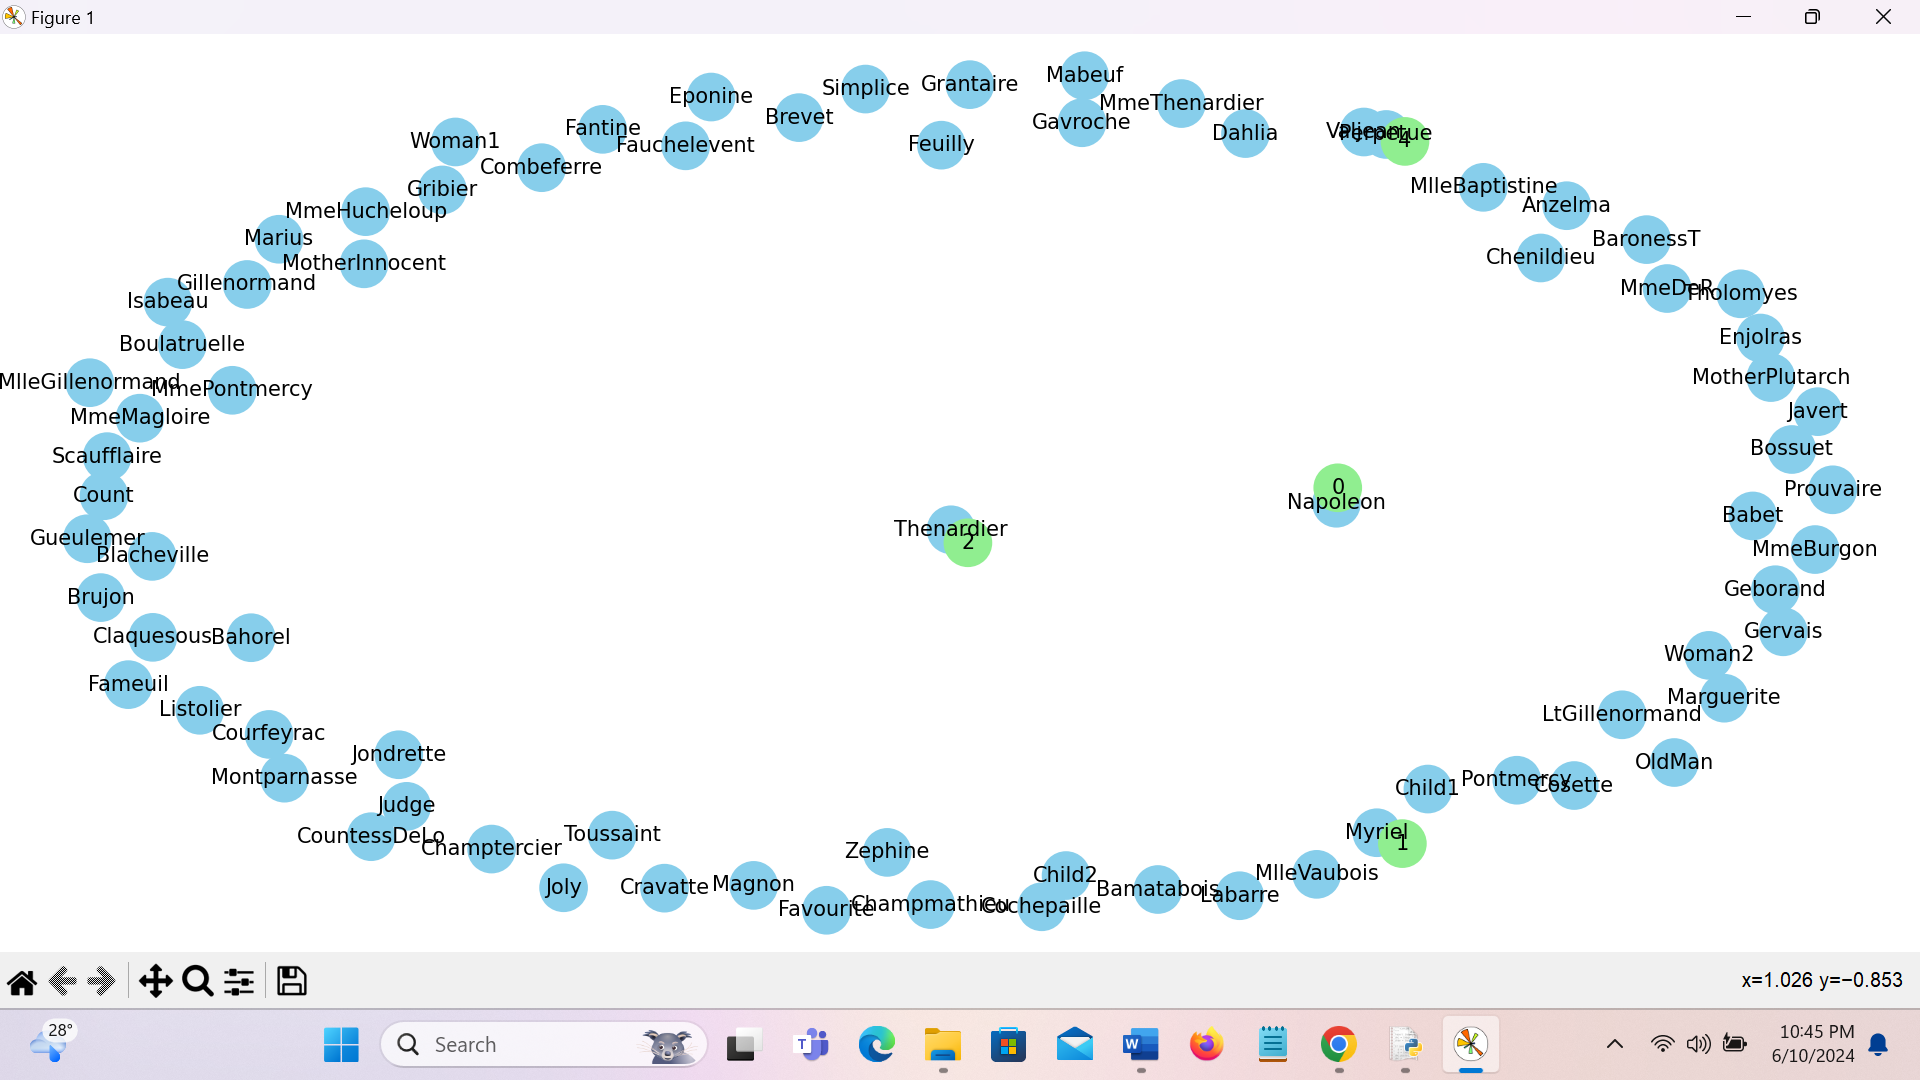 Figure 1
Mabeuf
Grantaire
Simplice
Eponine
MmeThenardier
Brevet
Gavroche
Fantine
Valjean
Perpetue
4
Dahlia
Woman1
Feuilly
Fauchelevent
Combeferre
MlleBaptistine
Gribier
Anzelma
MmeHucheloup
Marius
BaronessT
Chenildieu
MotherInnocent
Gillenormand
MmeDeR
Tholomyes
Isabeau
Enjolras
Boulatruelle
MotherPlutarch
MlleGillenormand
MmePontmercy
Javert
MmeMagloire
Bossuet
Scaufflaire
0
Prouvaire
Count
Napoleon
Babet
Thenardier
Gueulemer
2
MmeBurgon
Blacheville
Geborand
Brujon
Gervais
Claquesous
Bahorel
Woman2
Fameuil
Marguerite
Listolier
LtGillenormand
Courfeyrac
Jondrette
OldMan
Montparnasse
Pontmercy
Cosette
Child1
Judge
Myriel
Toussaint
CountessDeLo
1
Champtercier
Zephine
MlleVaubois
Child2
Magnon
Joly
Cravatte
Bamatabois
Labarre
Champmathieu
Cochepaille
Favourite
x=1.026 y=−0.853
28°
Search
10:45 PM
6/10/2024